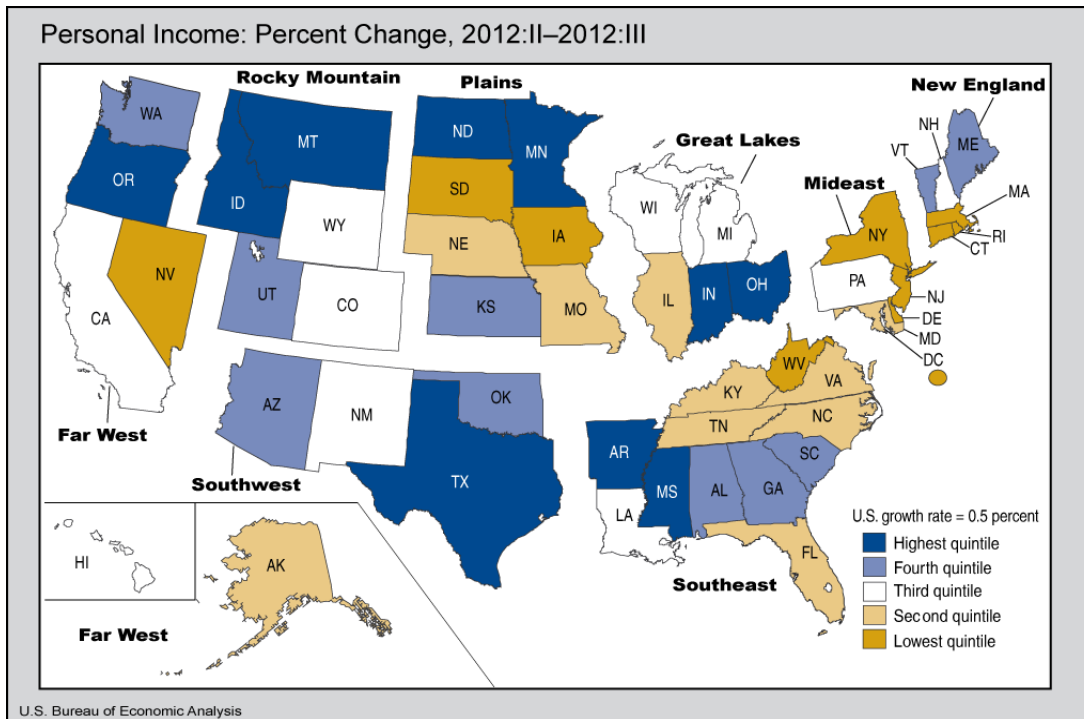 Personal Income: Percent Change, 2012:II–2012:III
Rocky Mountain
Plains
New England
Great Lakes
Mideast
WA
MT
ND
MN
NH
ME
VT
OR
ID
SD
WI
MI
MA
WY
NY
RI
NV
NE
IA
CT
CA
UT
CO
KS
MO
IL
IN
OH
PA
NJ
DE
MD
DC
WV
Far West
AZ
NM
OK
KY
VA
TN
NC
Southwest
TX
AR
MS
AL
GA
SC
LA
FL
Southeast
HI
AK
Far West
U.S. growth rate = 0.5 percent
Highest quintile
Fourth quintile
Third quintile
Second quintile
Lowest quintile
U.S. Bureau of Economic Analysis